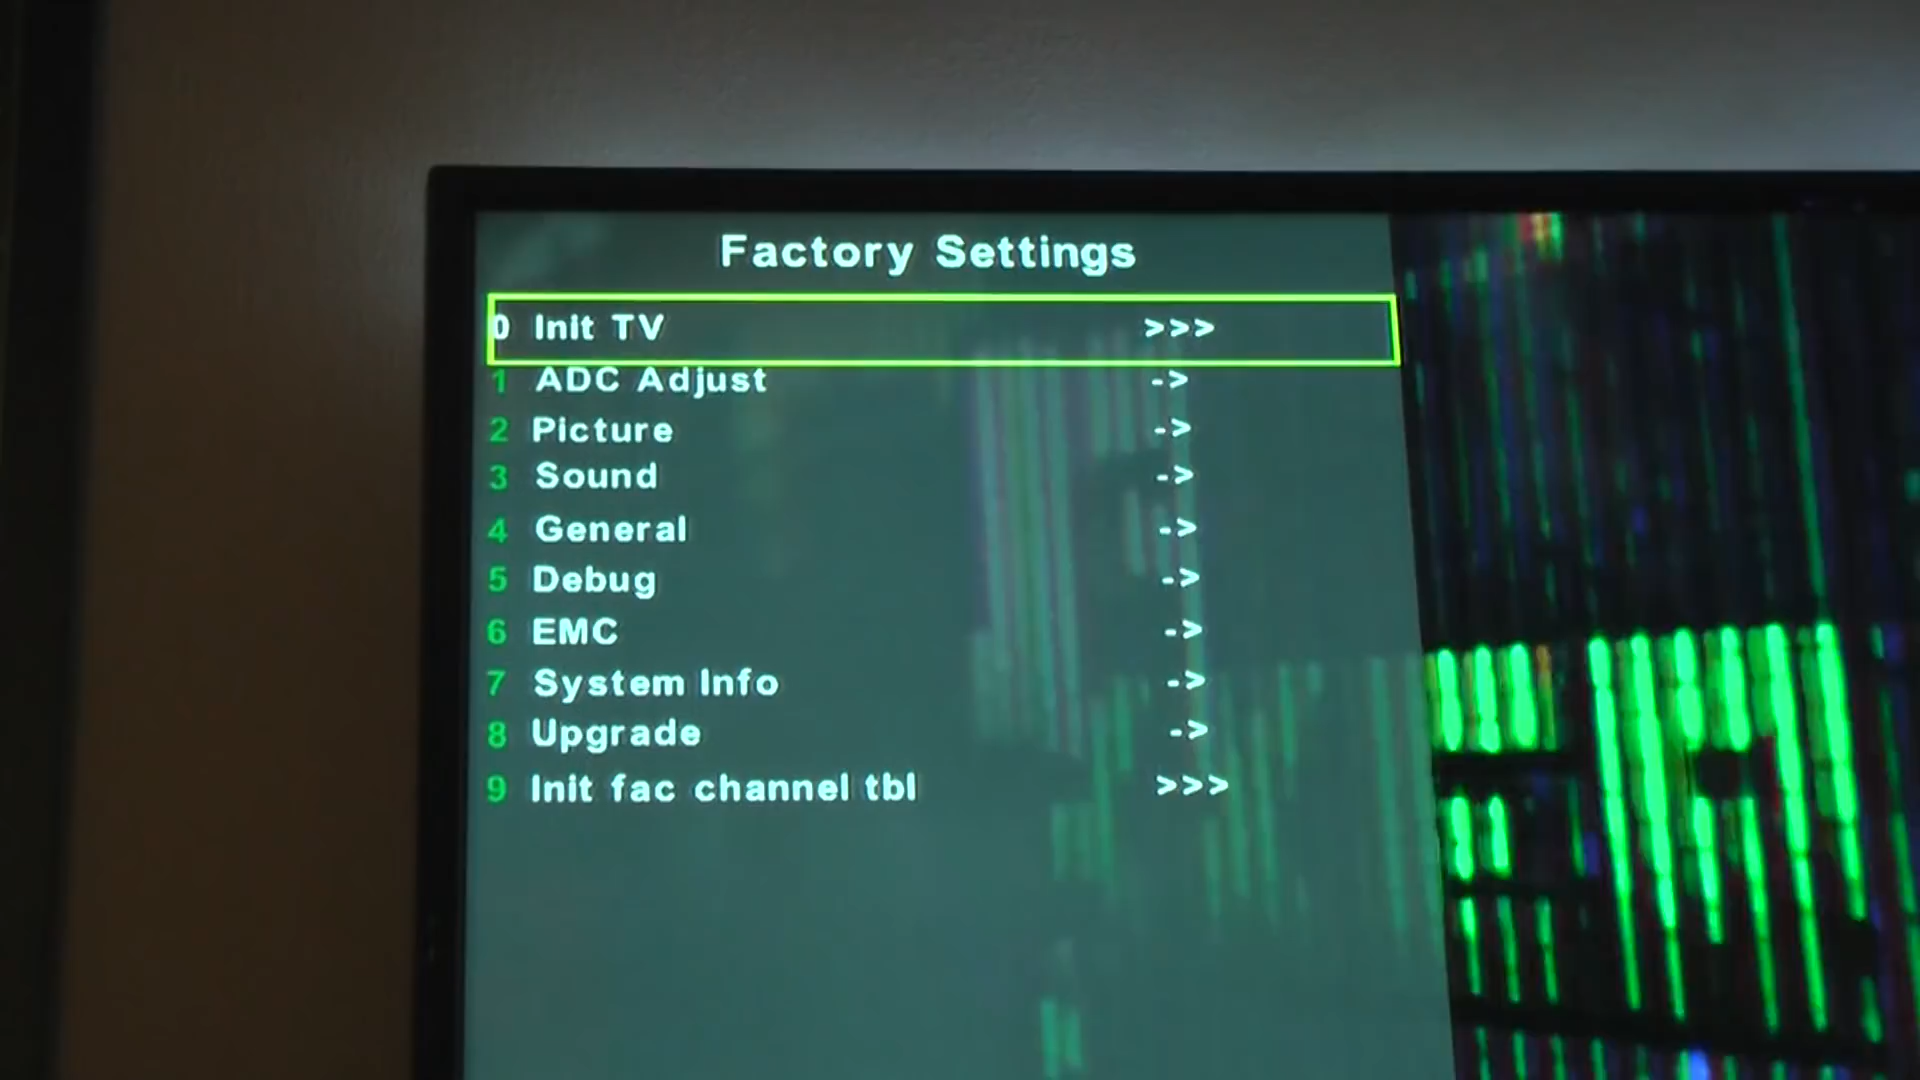 Factory Settings
0 Init TV >>>
1 ADC Adjust ->
2 Picture ->
3 Sound ->
4 General ->
5 Debug ->
6 EMC ->
7 System Info ->
8 Upgrade ->
9 Init fac channel tbl >>>